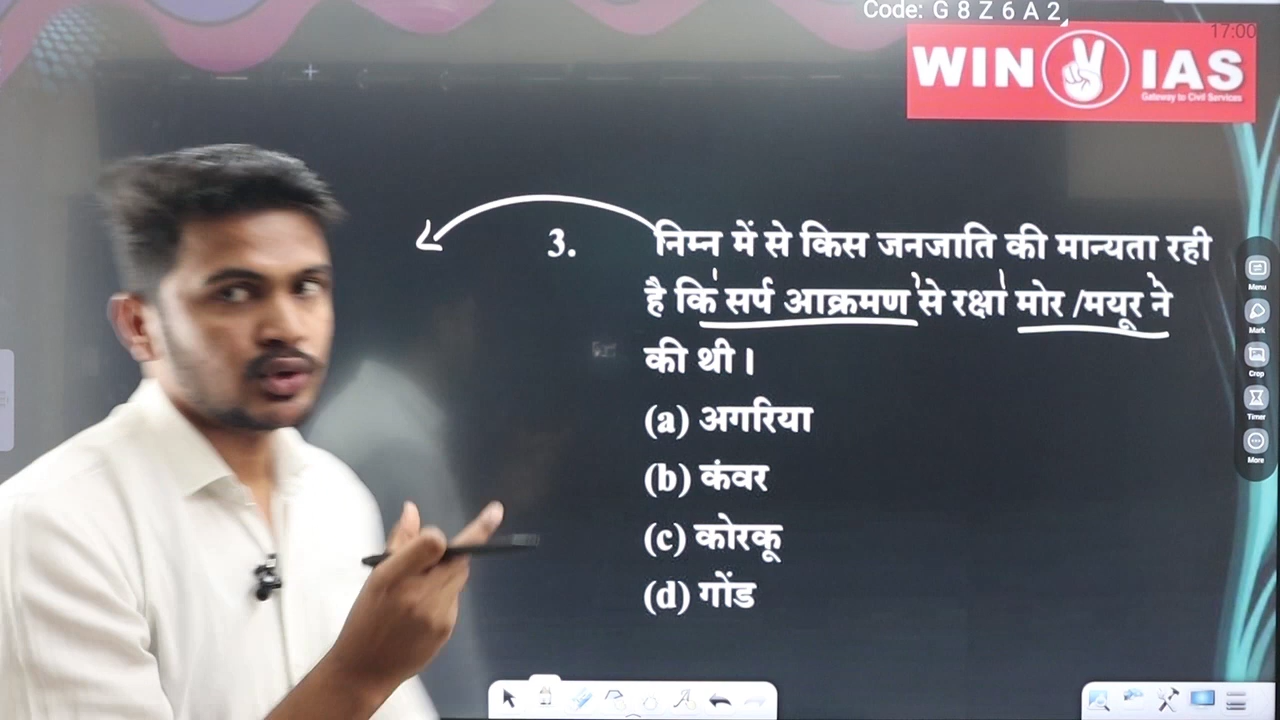 Code: G 8 Z 6 A 2
17:00
WIN IAS
Gateway to Civil Services
3. निम्न में से किस जनजाति की मान्यता रही
है कि सर्प आक्रमण से रक्षा मोर /मयूर ने
की थी।
(a) अगरिया
(b) कंवर
(c) कोरकू
(d) गोंड
Menu
Mark
Crop
Timer
More